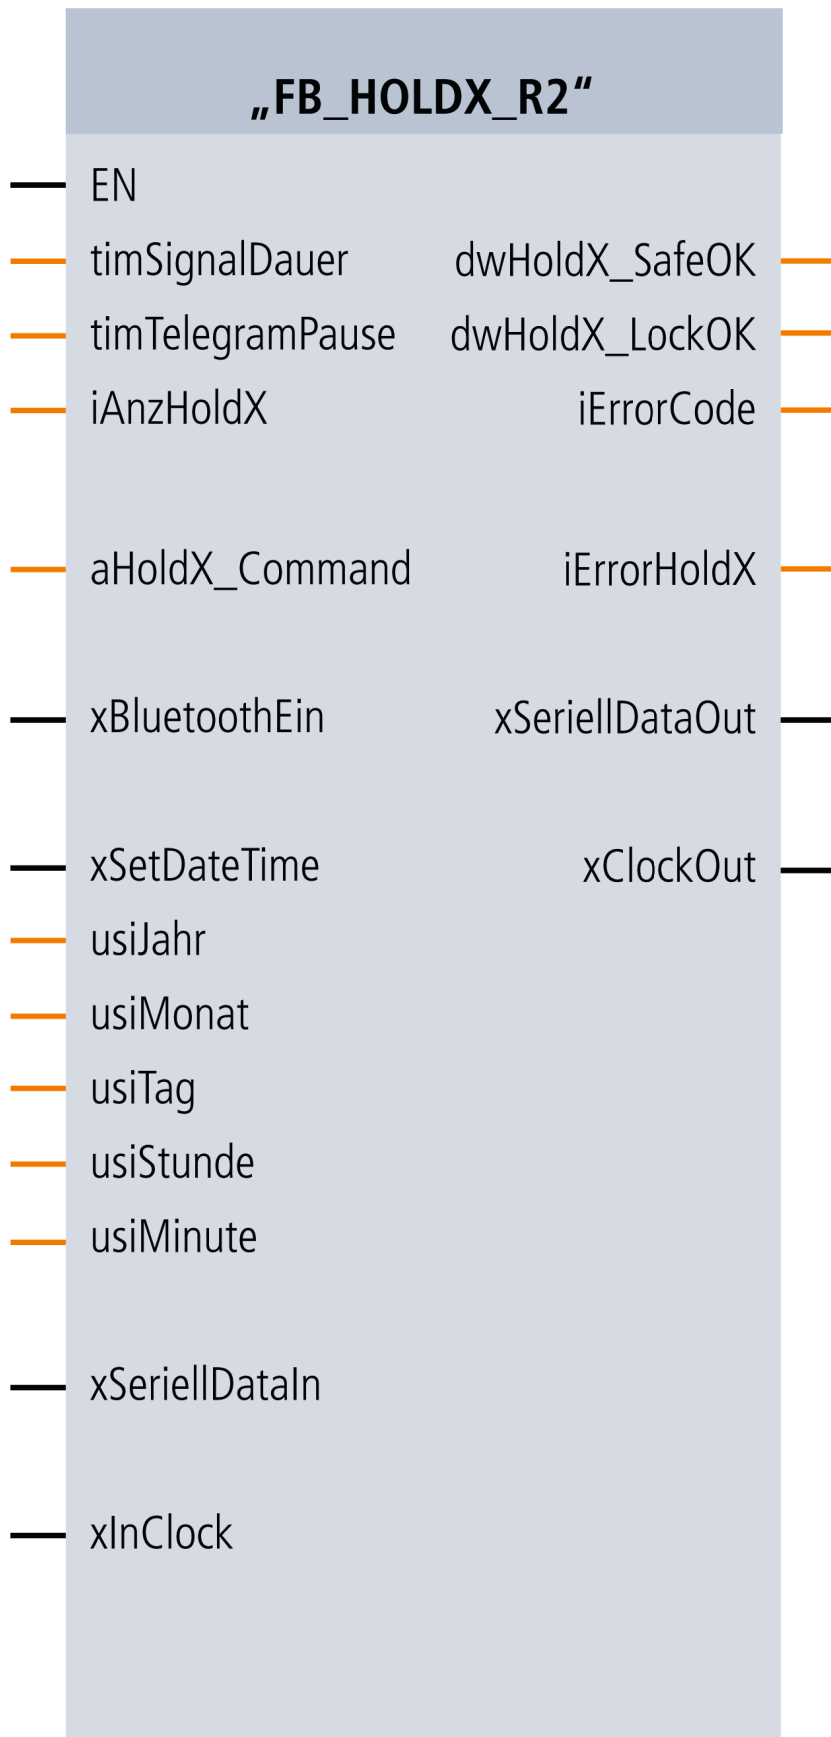 „FB_HOLDX_R2“
EN
timSignalDauer dwHoldX_SafeOK
timTelegramPause dwHoldX_LockOK
iAnzHoldX iErrorCode
aHoldX_Command iErrorHoldX
xBluetoothEin xSeriellDataOut
xSetDateTime xClockOut
usiJahr
usiMonat
usiTag
usiStunde
usiMinute
xSeriellDataIn
xInClock